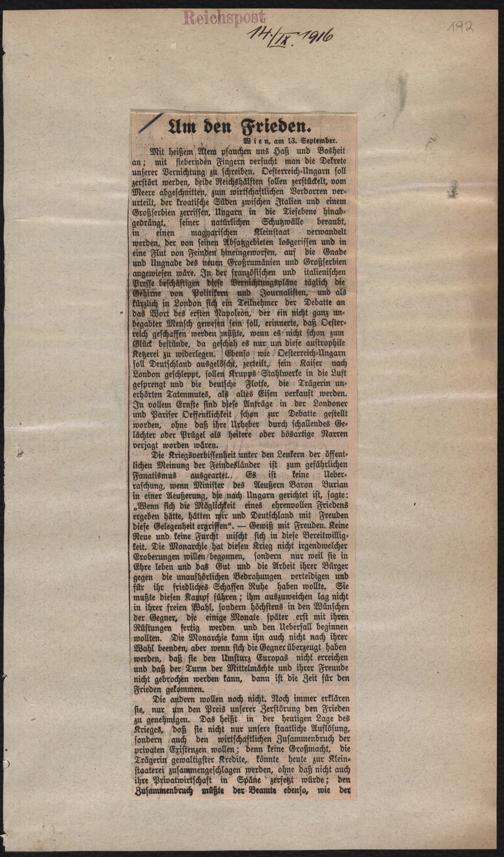 Reichspost
14./IX. 1916
192
Um den Frieden.
Wien, am 13. September.
Mit heißem Atem pfauchen uns Haß und Bosheit
an; mit fiebernden Fingern versucht man die Dekrete
unserer Vernichtung zu schreiben. Oesterreich-Ungarn soll
zerstört werden, beide Reichshälften sollen zerstückelt, vom
Meere abgeschnitten, zum wirtschaftlichen Verdorren ver-
urteilt, der kroatische Süden zwischen Italien und einem
Großserbien zerrissen, Ungarn in die Tiefebene hinab-
gedrängt, seiner natürlichen Schutzwälle beraubt,
in einen magyarischen Kleinstaat verwandelt
werden, der von seinen Absatzgebieten losgerissen und in
eine Flut von Feinden hineingeworfen, auf die Gnade
und Ungnade des neuen Großrumänien und Großserbien
angewiesen wäre. In der französischen und italienischen
Presse beschäftigen diese Vernichtungspläne täglich die
Gehirne von Politikern und Journalisten, und als
kürzlich in London sich ein Teilnehmer der Debatte an
das Wort des ersten Napoleon, der ein nicht ganz un-
begabter Mensch gewesen sein soll, erinnerte, daß Oester-
reich geschaffen werden müßte, wenn es nicht schon zum
Glück bestünde, da geschah es nur um diese austrophile
Ketzerei zu widerlegen. Ebenso wie Oesterreich-Ungarn
soll Deutschland ausgelöscht, zerteilt, sein Kaiser nach
London geschleppt, sollen Krupps Stahlwerke in die Luft
gesprengt und die deutsche Flotte, die Trägerin un-
erhörten Tatenmutes, als altes Eisen verkauft werden.
In vollem Ernste sind diese Anträge in der Londoner
und Pariser Oeffentlichkeit schon zur Debatte gestellt
worden, ohne daß ihre Urheber durch schallendes Ge-
lächter oder Prügel als heitere oder bösartige Narren
verjagt worden wären.
Die Kriegsverbissenheit unter den Lenkern der öffent-
lichen Meinung der Feindesländer ist zum gefährlichen
Fanatismus ausgeartet. Es ist keine Ueber-
raschung, wenn Minister des Aeußern Baron Burian
in einer Aeußerung, die nach Ungarn gerichtet ist, sagte:
„Wenn sich die Möglichkeit eines ehrenvollen Friedens
ergeben hätte, hätten wir und Deutschland mit Freuden
diese Gelegenheit ergriffen“. — Gewiß mit Freuden. Keine
Reue und keine Furcht mischt sich in diese Bereitwillig-
keit. Die Monarchie hat diesen Krieg nicht irgendwelcher
Eroberungen willen begonnen, sondern nur weil sie in
Ehre leben und das Gut und die Arbeit ihrer Bürger
gegen die unaufhörlichen Bedrohungen verteidigen und
für ihr friedliches Schaffen Ruhe haben wollte. Sie
mußte diesen Kampf führen; ihm auszuweichen lag nicht
in ihrer freien Wahl, sondern höchstens in den Wünschen
der Gegner, die einige Monate später erst mit ihren
Rüstungen fertig werden und den Ueberfall beginnen
wollten. Die Monarchie kann ihn auch nicht nach ihrer
Wahl beenden, aber wenn sich die Gegner überzeugt haben
werden, daß sie den Umsturz Europas nicht erreichen
und daß der Turm der Mittelmächte und ihrer Freunde
nicht gebrochen werden kann, dann ist die Zeit für den
Frieden gekommen.
Die andern wollen noch nicht. Noch immer erklären
sie, nur um den Preis unserer Zerstörung den Frieden
zu genehmigen. Das heißt in der heutigen Lage des
Krieges, daß sie nicht nur unsere staatliche Auflösung,
sondern auch den wirtschaftlichen Zusammenbruch der
privaten Existenzen wollen; denn keine Großmacht, die
Trägerin gewaltigster Kredite, könnte heute zur Klein-
staaterei zusammengeschlagen werden, ohne daß nicht auch
ihre Privatwirtschaft in Späne zersetzt würde; den
Zusammenbruch müßte der Beamte ebenso, wie der